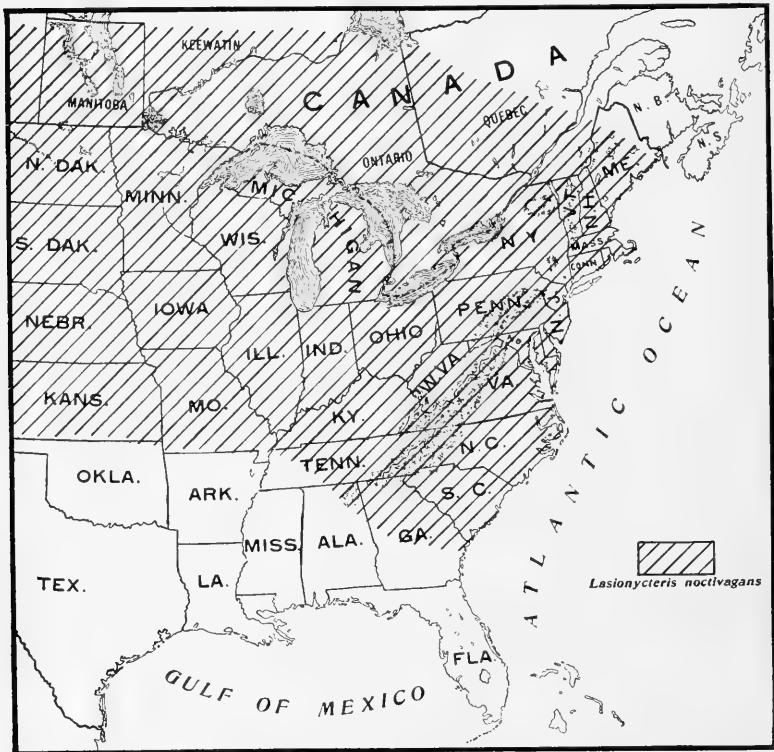 KEEWATIN
CANADA
MANITOBA
QUEBEC
N. B.
N. S.
ONTARIO
N. DAK.
MINN.
MICHIGAN
ME.
VT.
N.H.
S. DAK.
WIS.
N Y
MASS.
CONN.
IOWA
PENN.
N. J.
NEBR.
ILL.
IND.
OHIO
W. VA.
VA.
KANS.
MO.
KY.
N. C.
TENN.
OKLA.
ARK.
S. C.
MISS.
ALA.
GA.
TEX.
LA.
FLA
ATLANTIC OCEAN
GULF OF MEXICO
Lasionycteris noctivagans